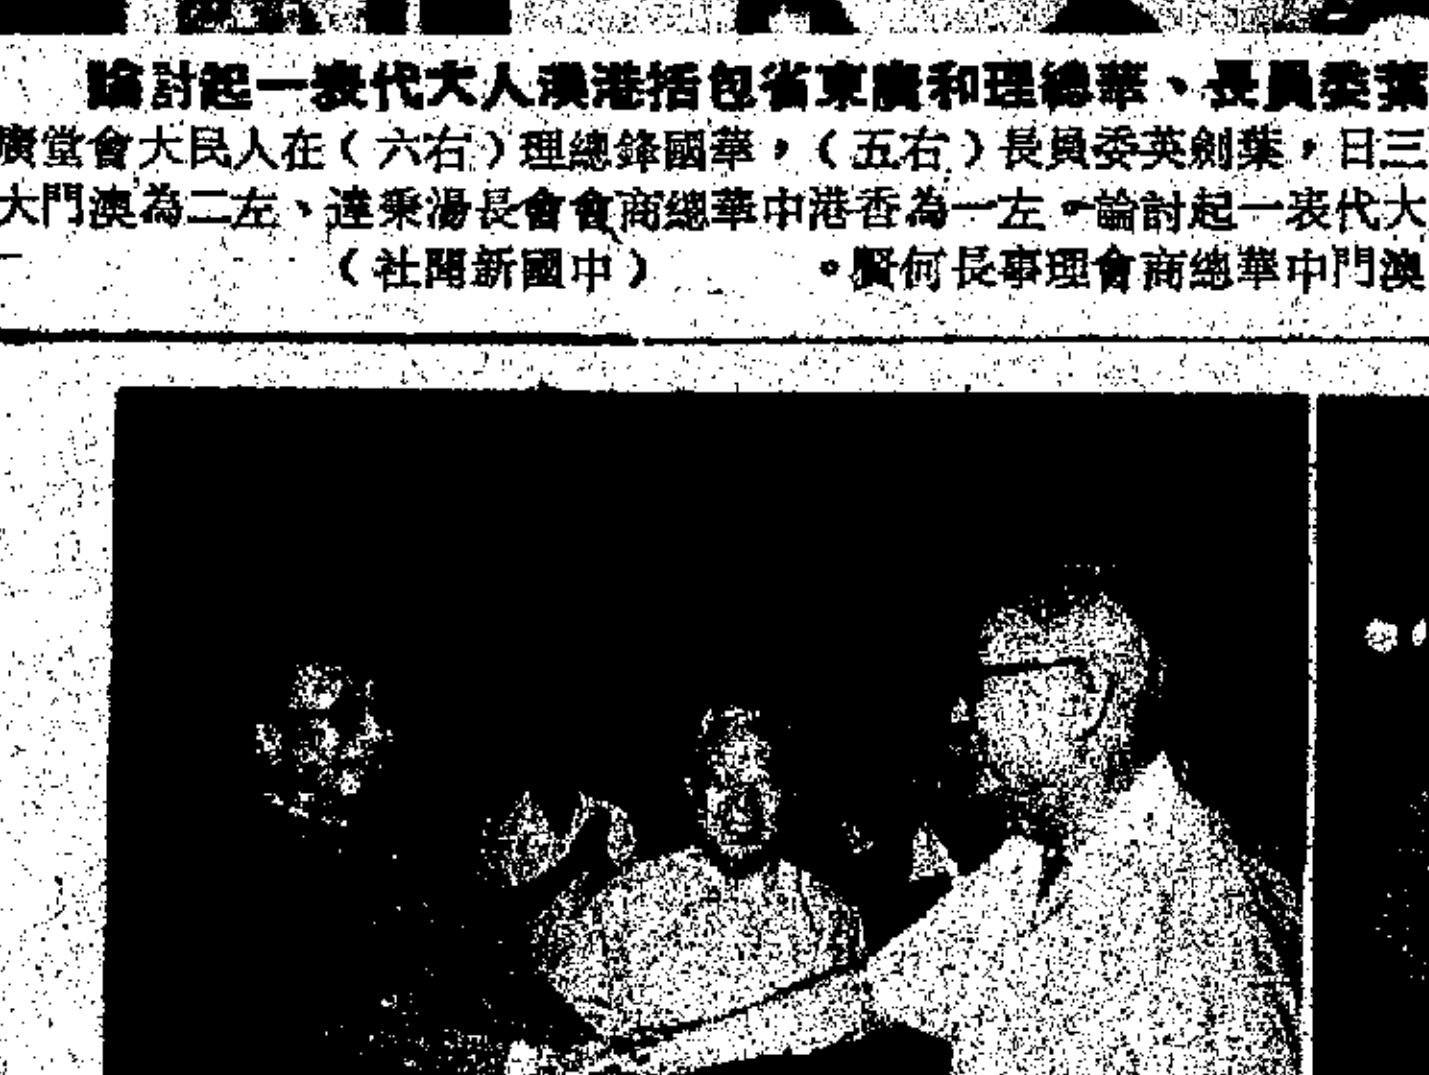 葉委員長、華總理和廣東省包括港澳人大代表一起討論
三日，葉劍英委員長（右五），華國鋒總理（右六）在人民大會堂廣
大代表一起討論。左一為香港中華總商會會長湯秉達、左二為澳門大
澳門中華總商會理事長何賢。（中國新聞社）